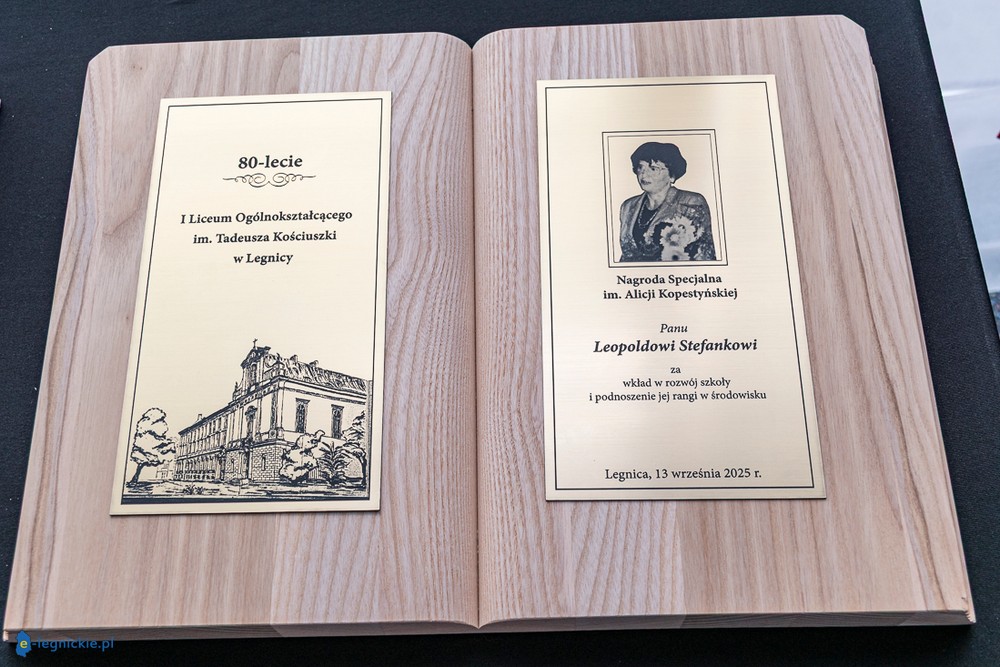 80-lecie
I Liceum Ogólnokształcącego
im. Tadeusza Kościuszki
w Legnicy
Nagroda Specjalna
im. Alicji Kopestyńskiej
Panu
Leopoldowi Stefankowi
za
wkład w rozwój szkoły
i podnoszenie jej rangi w środowisku
Legnica, 13 września 2025 r.
e-legnickie.pl